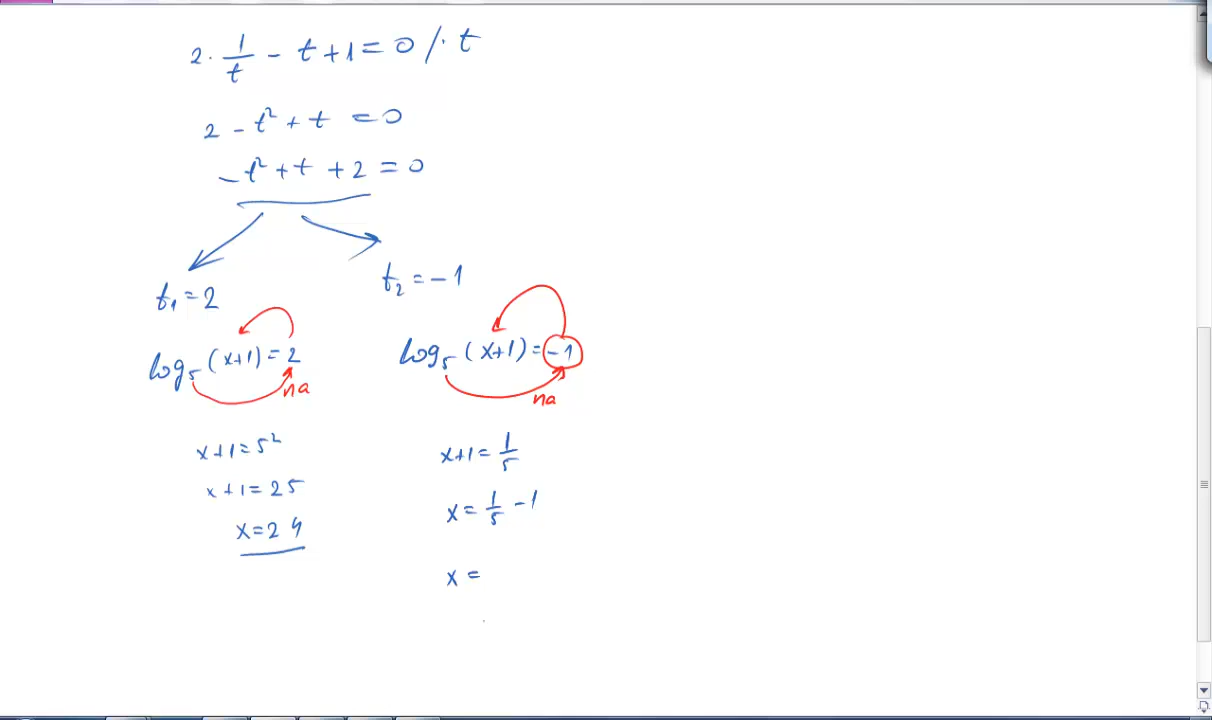 2 · 1/t − t + 1 = 0 / · t
2 − t² + t = 0
−t² + t + 2 = 0
t₁ = 2
t₂ = −1
log₅ (x+1) = 2
na
log₅ (x+1) = −1
na
x+1 = 5²
x+1 = 25
x = 24
x+1 = 1/5
x = 1/5 − 1
x =